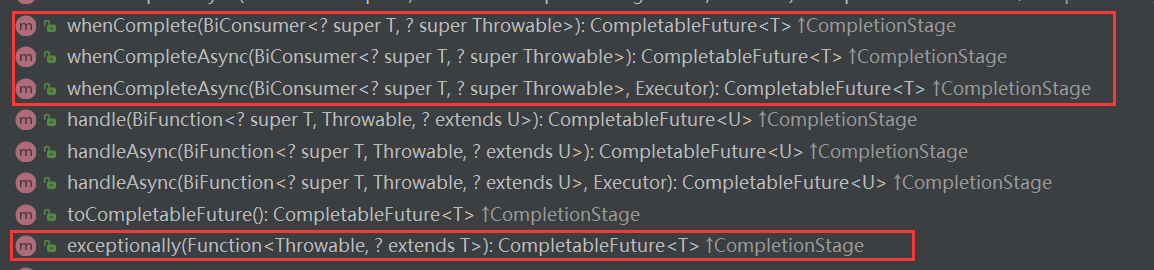 whenComplete(BiConsumer<? super T, ? super Throwable>): CompletableFuture<T> ↑CompletionStage
whenCompleteAsync(BiConsumer<? super T, ? super Throwable>): CompletableFuture<T> ↑CompletionStage
whenCompleteAsync(BiConsumer<? super T, ? super Throwable>, Executor): CompletableFuture<T> ↑CompletionStage
handle(BiFunction<? super T, Throwable, ? extends U>): CompletableFuture<U> ↑CompletionStage
handleAsync(BiFunction<? super T, Throwable, ? extends U>): CompletableFuture<U> ↑CompletionStage
handleAsync(BiFunction<? super T, Throwable, ? extends U>, Executor): CompletableFuture<U> ↑CompletionStage
toCompletableFuture(): CompletableFuture<T> ↑CompletionStage
exceptionally(Function<Throwable, ? extends T>): CompletableFuture<T> ↑CompletionStage